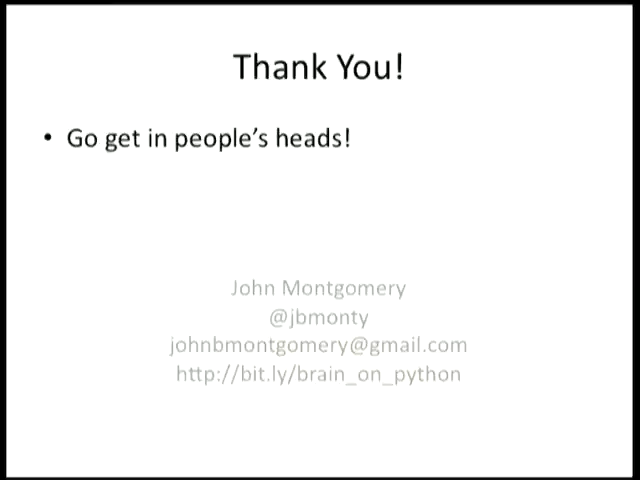 Thank You!
• Go get in people's heads!
John Montgomery
@jbmonty
johnbmontgomery@gmail.com
http://bit.ly/brain_on_python